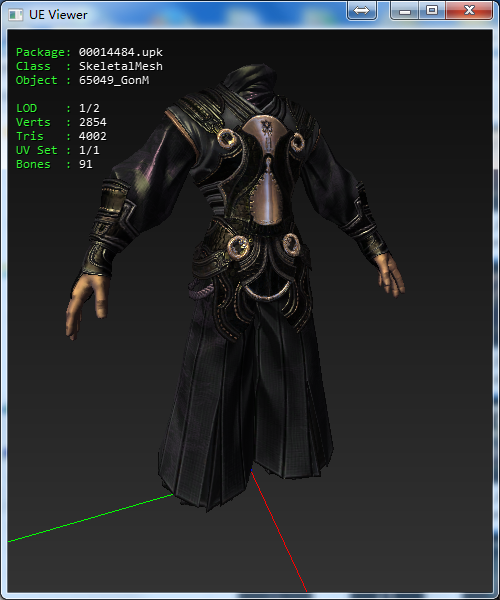 UE Viewer
Package: 00014484.upk
Class : SkeletalMesh
Object : 65049_GonM
LOD : 1/2
Verts : 2854
Tris : 4002
UV Set : 1/1
Bones : 91